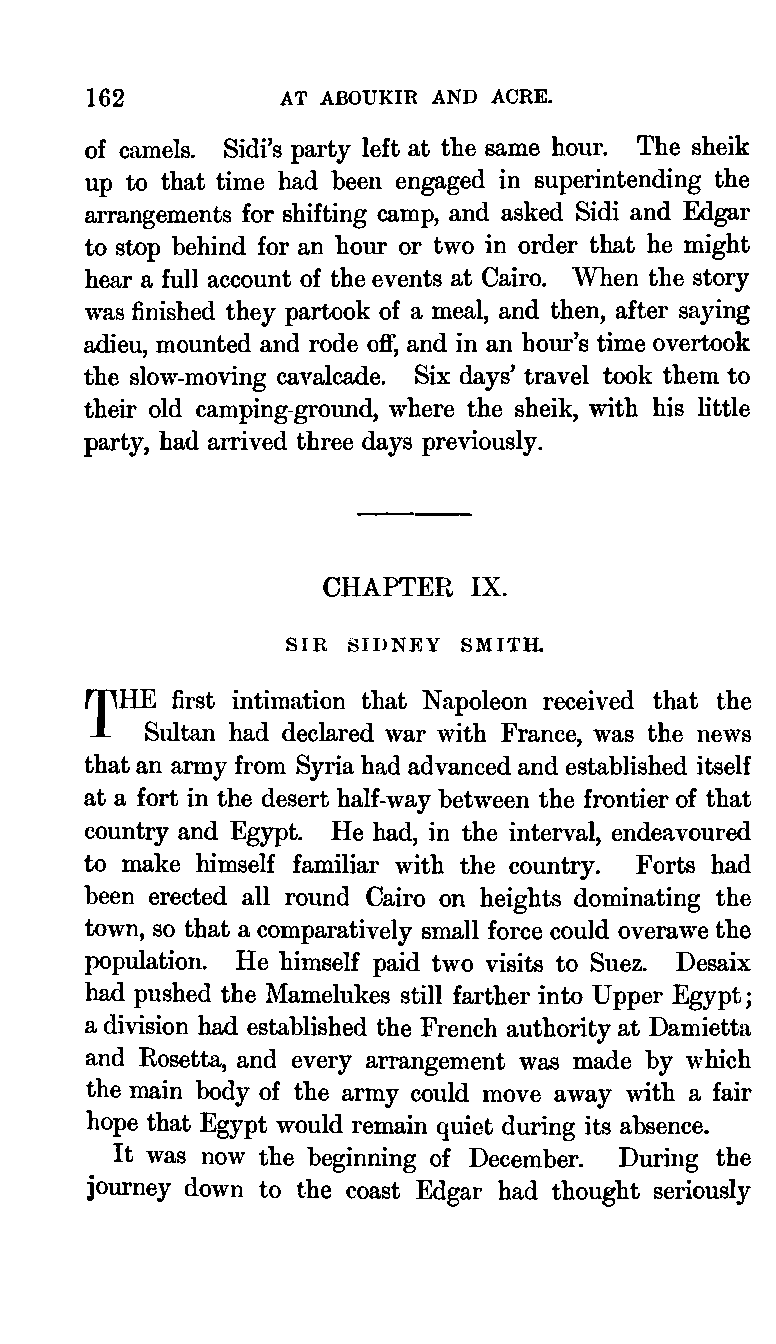 162 AT ABOUKIR AND ACRE.
of camels. Sidi's party left at the same hour. The sheik
up to that time had been engaged in superintending the
arrangements for shifting camp, and asked Sidi and Edgar
to stop behind for an hour or two in order that he might
hear a full account of the events at Cairo. When the story
was finished they partook of a meal, and then, after saying
adieu, mounted and rode off, and in an hour's time overtook
the slow-moving cavalcade. Six days' travel took them to
their old camping-ground, where the sheik, with his little
party, had arrived three days previously.
CHAPTER IX.
SIR SIDNEY SMITH.
THE first intimation that Napoleon received that the
Sultan had declared war with France, was the news
that an army from Syria had advanced and established itself
at a fort in the desert half-way between the frontier of that
country and Egypt. He had, in the interval, endeavoured
to make himself familiar with the country. Forts had
been erected all round Cairo on heights dominating the
town, so that a comparatively small force could overawe the
population. He himself paid two visits to Suez. Desaix
had pushed the Mamelukes still farther into Upper Egypt;
a division had established the French authority at Damietta
and Rosetta, and every arrangement was made by which
the main body of the army could move away with a fair
hope that Egypt would remain quiet during its absence.
It was now the beginning of December. During the
journey down to the coast Edgar had thought seriously